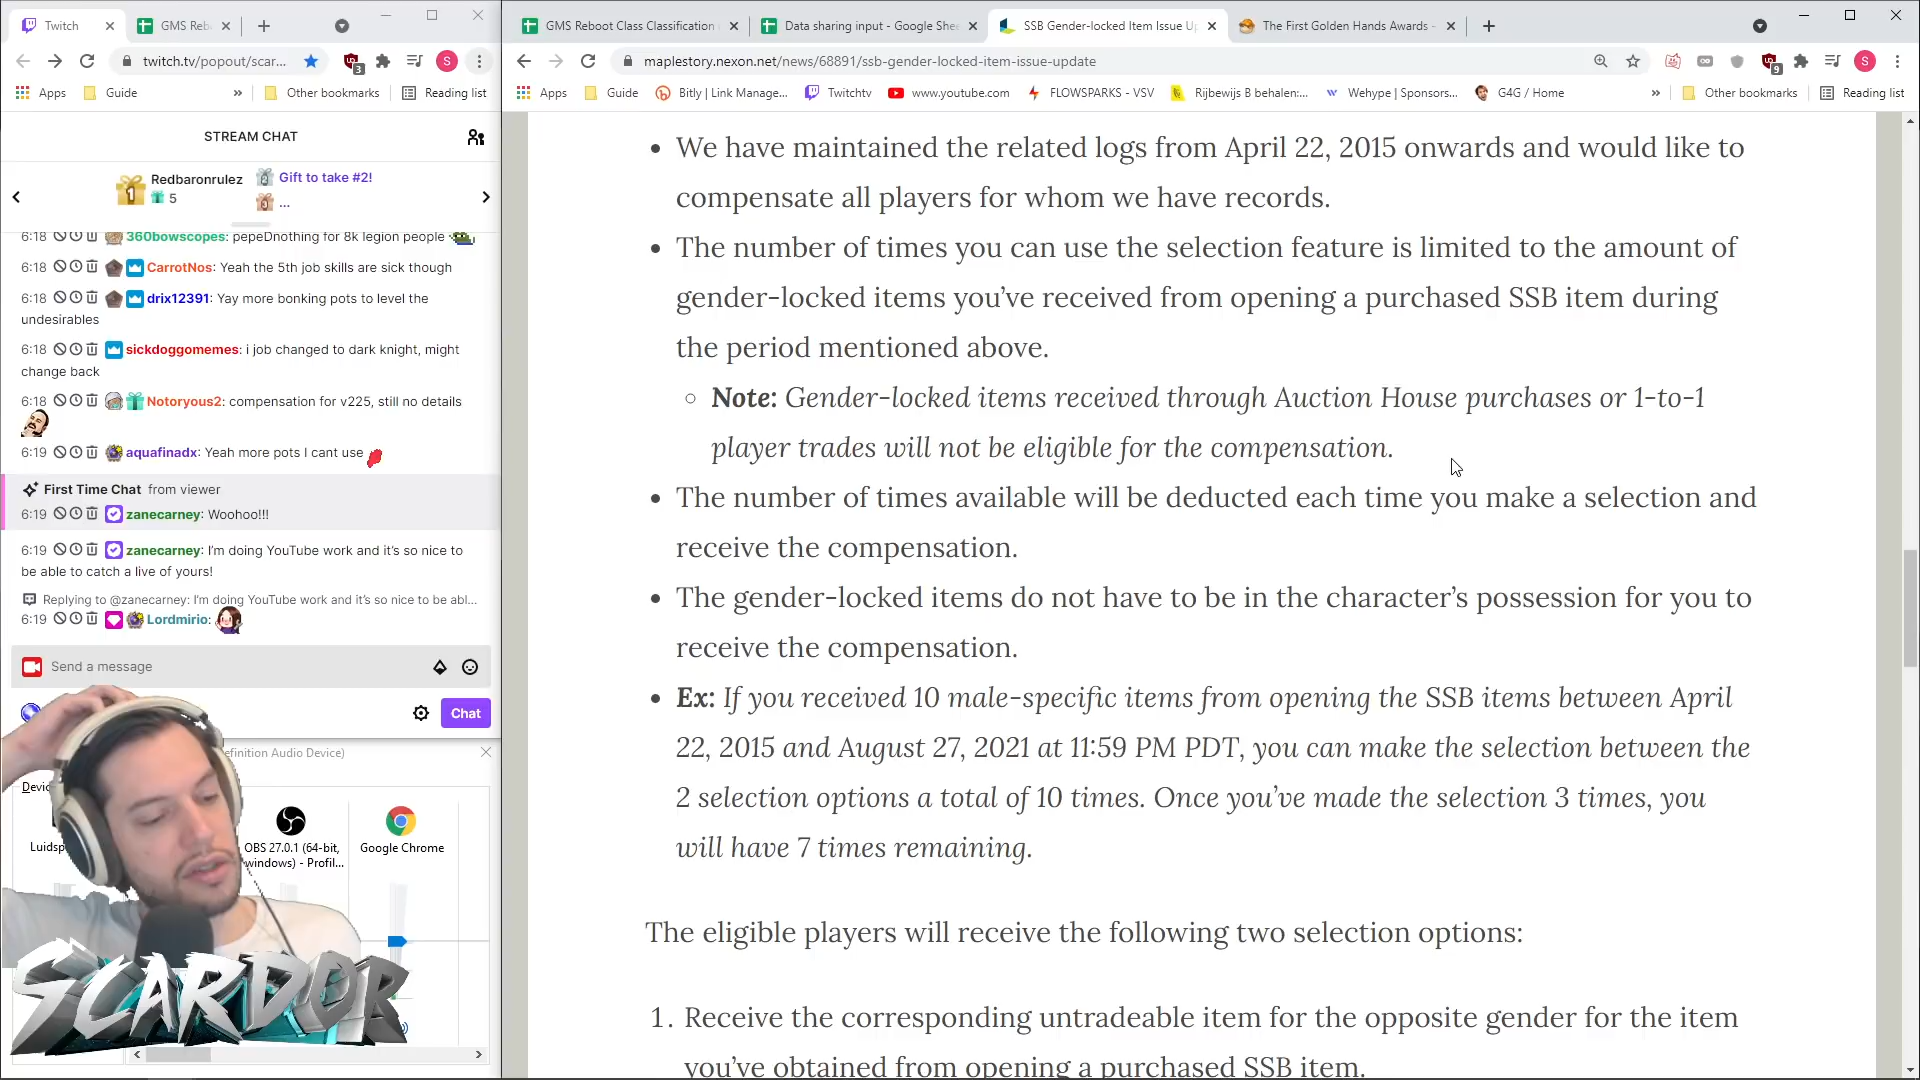 Twitch
GMS Reb
GMS Reboot Class Classification
Data sharing input - Google She
SSB Gender-locked Item Issue Up
The First Golden Hands Awards -
twitch.tv/popout/scar...
3
S
maplestory.nexon.net/news/68891/ssb-gender-locked-item-issue-update
9
S
Apps
Guide
»
Other bookmarks
Reading list
Apps
Guide
Bitly | Link Manage...
Twitchtv
www.youtube.com
FLOWSPARKS - VSV
Rijbewijs B behalen:...
Wehype | Sponsors...
G4G / Home
»
Other bookmarks
Reading list
STREAM CHAT
1
Redbaronrulez
5
2
Gift to take #2!
3
...
6:18 360bowscopes: pepeDnothing for 8k legion people
6:18 CarrotNos: Yeah the 5th job skills are sick though
6:18 drix12391: Yay more bonking pots to level the
undesirables
6:18 sickdoggomemes: i job changed to dark knight, might
change back
6:18 Notoryous2: compensation for v225, still no details
6:19 aquafinadx: Yeah more pots I cant use
First Time Chat from viewer
6:19 zanecarney: Woohoo!!!
6:19 zanecarney: I'm doing YouTube work and it's so nice to
be able to catch a live of yours!
Replying to @zanecarney: I'm doing YouTube work and it's so nice to be abl...
6:19 Lordmirio:
Send a message
Chat
efinition Audio Device)
Devic
Luidsp
OBS 27.0.1 (64-bit,
windows) - Profil...
Google Chrome
SCARDOR
• We have maintained the related logs from April 22, 2015 onwards and would like to
compensate all players for whom we have records.
• The number of times you can use the selection feature is limited to the amount of
gender-locked items you've received from opening a purchased SSB item during
the period mentioned above.
○ Note: Gender-locked items received through Auction House purchases or 1-to-1
player trades will not be eligible for the compensation.
• The number of times available will be deducted each time you make a selection and
receive the compensation.
• The gender-locked items do not have to be in the character's possession for you to
receive the compensation.
• Ex: If you received 10 male-specific items from opening the SSB items between April
22, 2015 and August 27, 2021 at 11:59 PM PDT, you can make the selection between the
2 selection options a total of 10 times. Once you've made the selection 3 times, you
will have 7 times remaining.
The eligible players will receive the following two selection options:
1. Receive the corresponding untradeable item for the opposite gender for the item
you've obtained from opening a purchased SSB item.